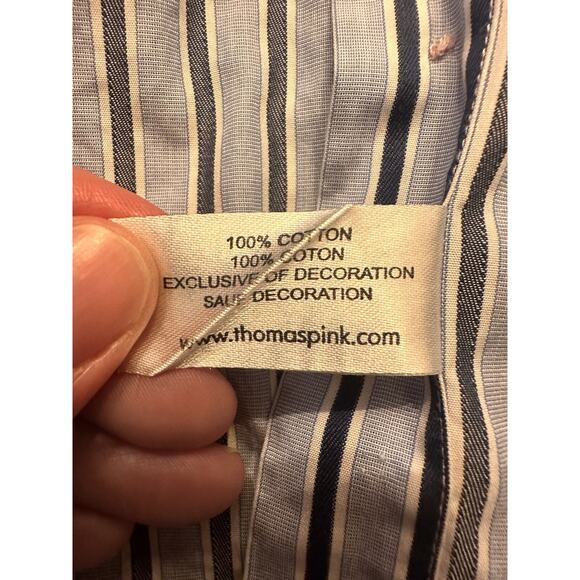 100% COTTON
100% COTON
EXCLUSIVE OF DECORATION
SAUF DECORATION
www.thomaspink.com